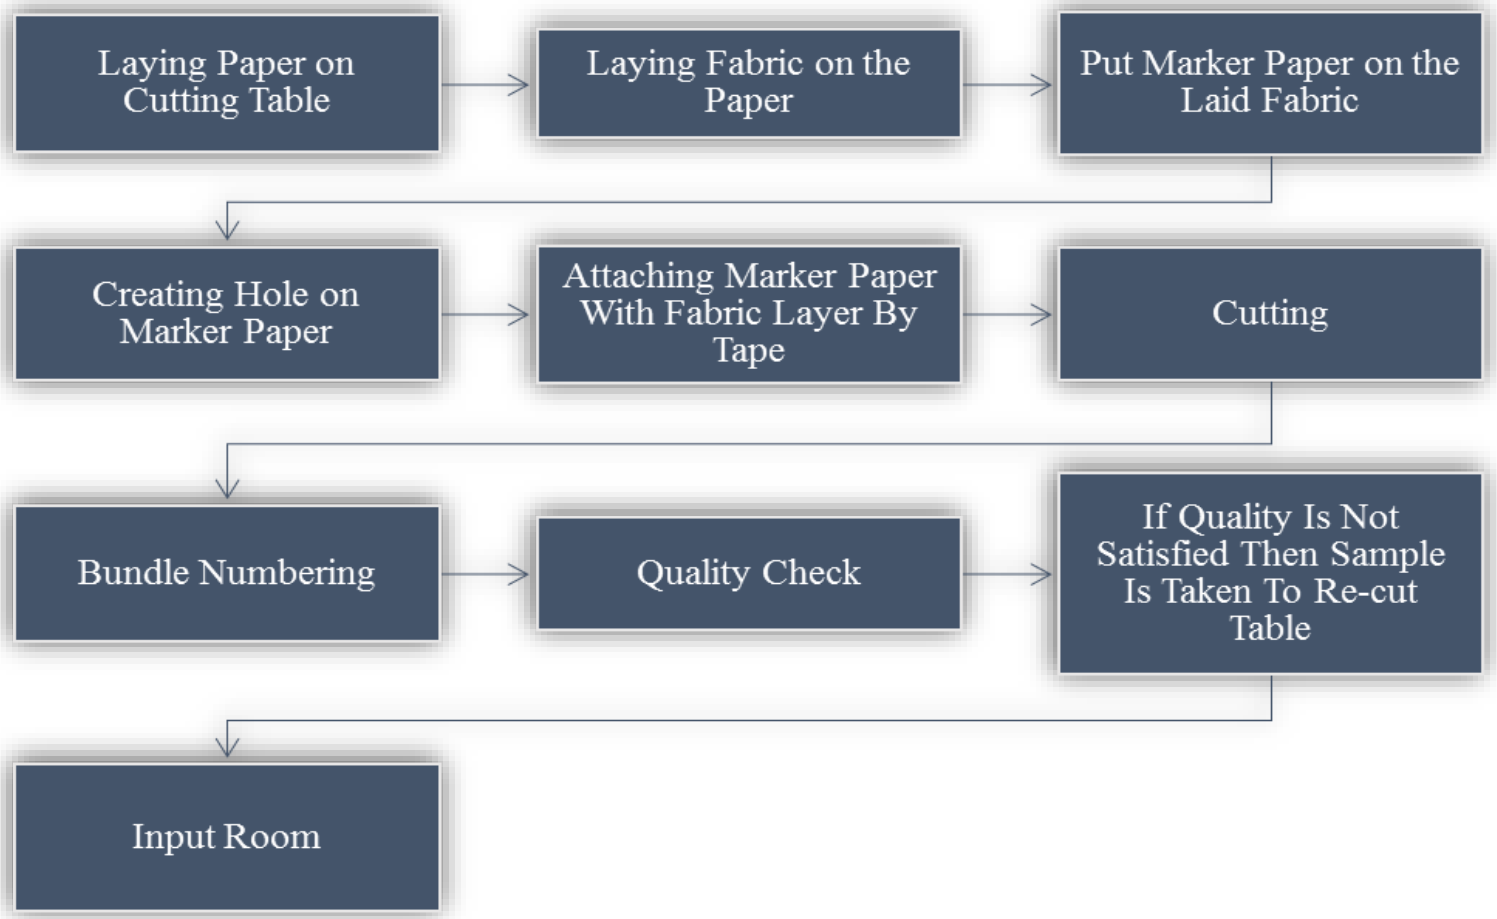 Laying Paper on
Cutting Table
Laying Fabric on the
Paper
Put Marker Paper on the
Laid Fabric
Creating Hole on
Marker Paper
Attaching Marker Paper
With Fabric Layer By
Tape
Cutting
Bundle Numbering
Quality Check
If Quality Is Not
Satisfied Then Sample
Is Taken To Re-cut
Table
Input Room